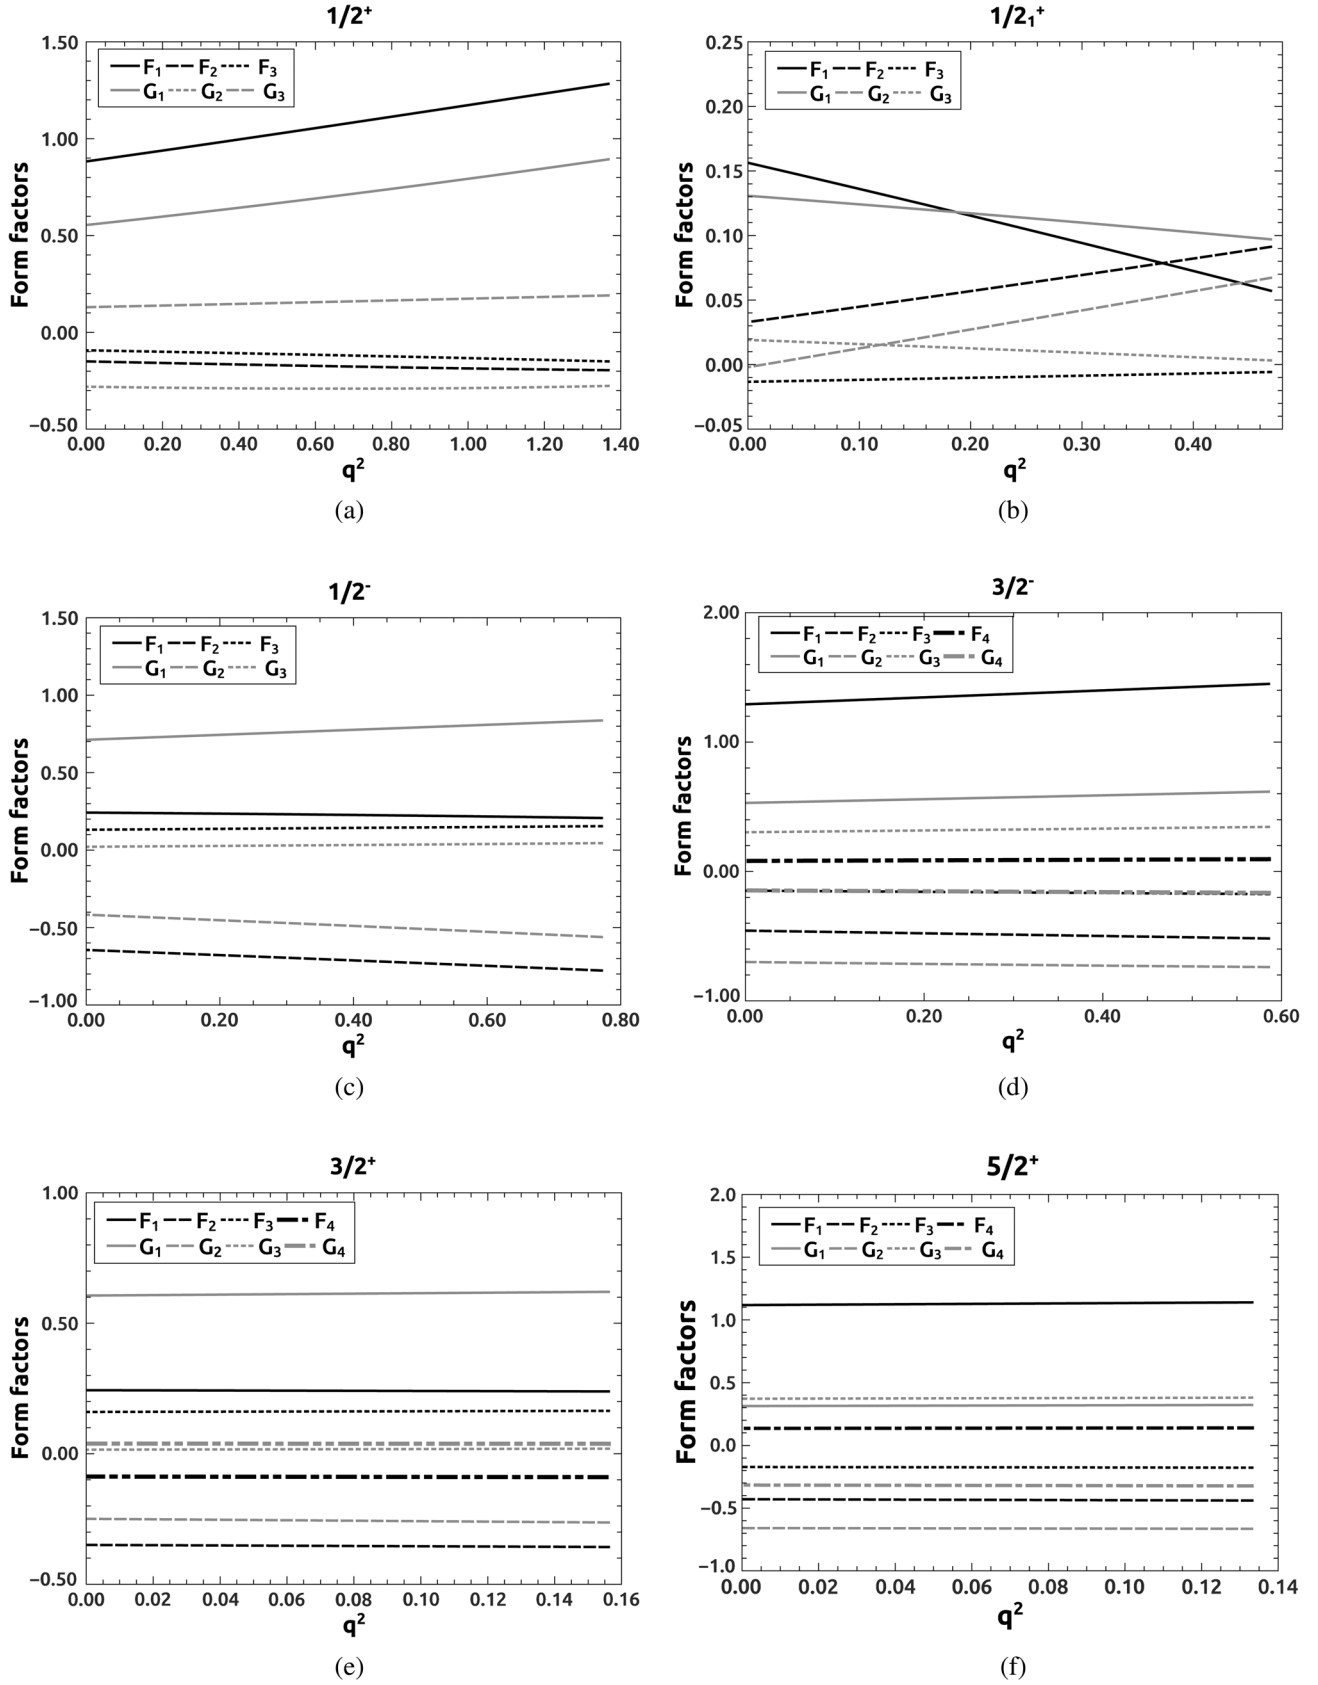 1/2⁺
1.50
1.00
0.50
0.00
−0.50
Form factors
F₁ F₂ F₃
G₁ G₂ G₃
0.00 0.20 0.40 0.60 0.80 1.00 1.20 1.40
q²
(a)
1/2₁⁺
0.25
0.20
0.15
0.10
0.05
0.00
−0.05
Form factors
F₁ F₂ F₃
G₁ G₂ G₃
0.00 0.10 0.20 0.30 0.40
q²
(b)
1/2⁻
1.50
1.00
0.50
0.00
−0.50
−1.00
Form factors
F₁ F₂ F₃
G₁ G₂ G₃
0.00 0.20 0.40 0.60 0.80
q²
(c)
3/2⁻
2.00
1.00
0.00
−1.00
Form factors
F₁ F₂ F₃ F₄
G₁ G₂ G₃ G₄
0.00 0.20 0.40 0.60
q²
(d)
3/2⁺
1.00
0.50
0.00
−0.50
Form factors
F₁ F₂ F₃ F₄
G₁ G₂ G₃ G₄
0.00 0.02 0.04 0.06 0.08 0.10 0.12 0.14 0.16
q²
(e)
5/2⁺
2.0
1.5
1.0
0.5
0.0
−0.5
−1.0
Form factors
F₁ F₂ F₃ F₄
G₁ G₂ G₃ G₄
0.00 0.02 0.04 0.06 0.08 0.10 0.12 0.14
q²
(f)